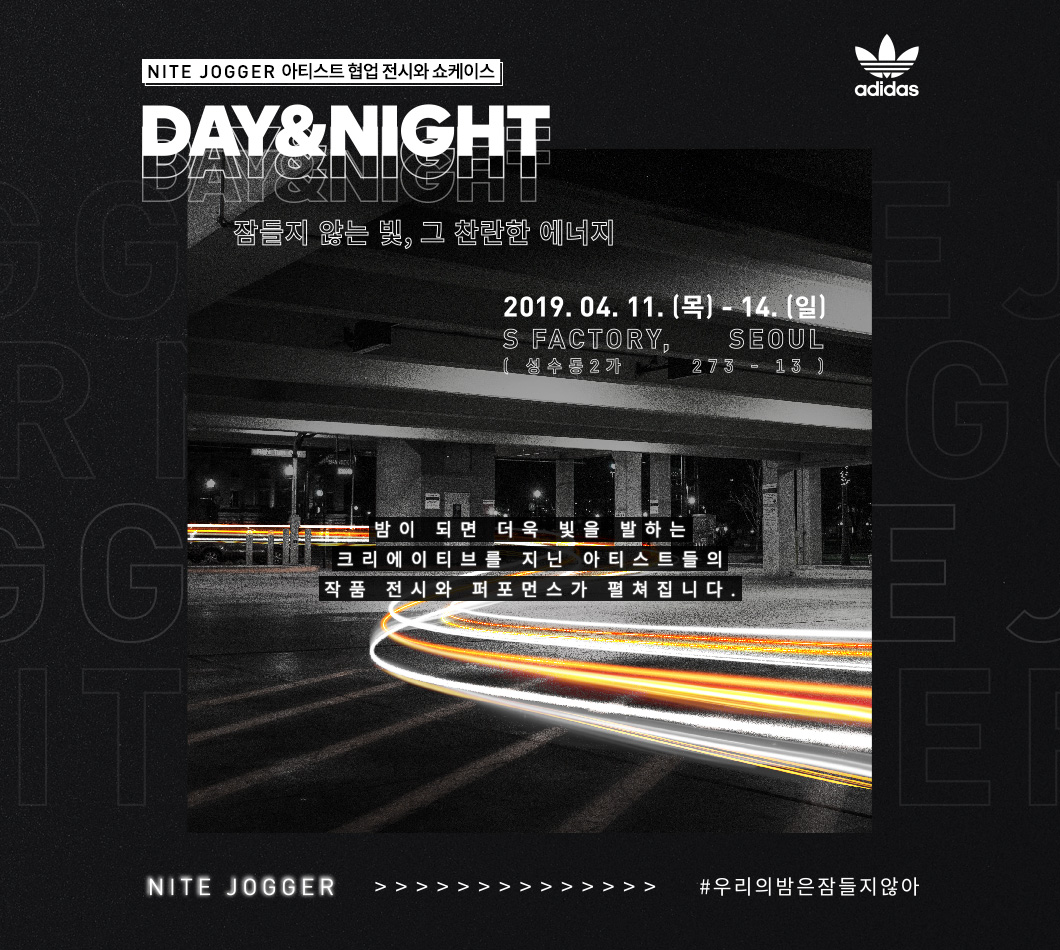 adidas
NITE JOGGER 아티스트 협업 전시와 쇼케이스
DAY&NIGHT
잠들지 않는 빛, 그 찬란한 에너지
2019. 04. 11. (목) - 14. (일)
S FACTORY, SEOUL
( 성수동2가 273 - 13 )
밤이 되면 더욱 빛을 발하는
크리에이티브를 지닌 아티스트들의
작품 전시와 퍼포먼스가 펼쳐집니다.
NITE JOGGER > > > > > > > > > > > > > > #우리의밤은잠들지않아